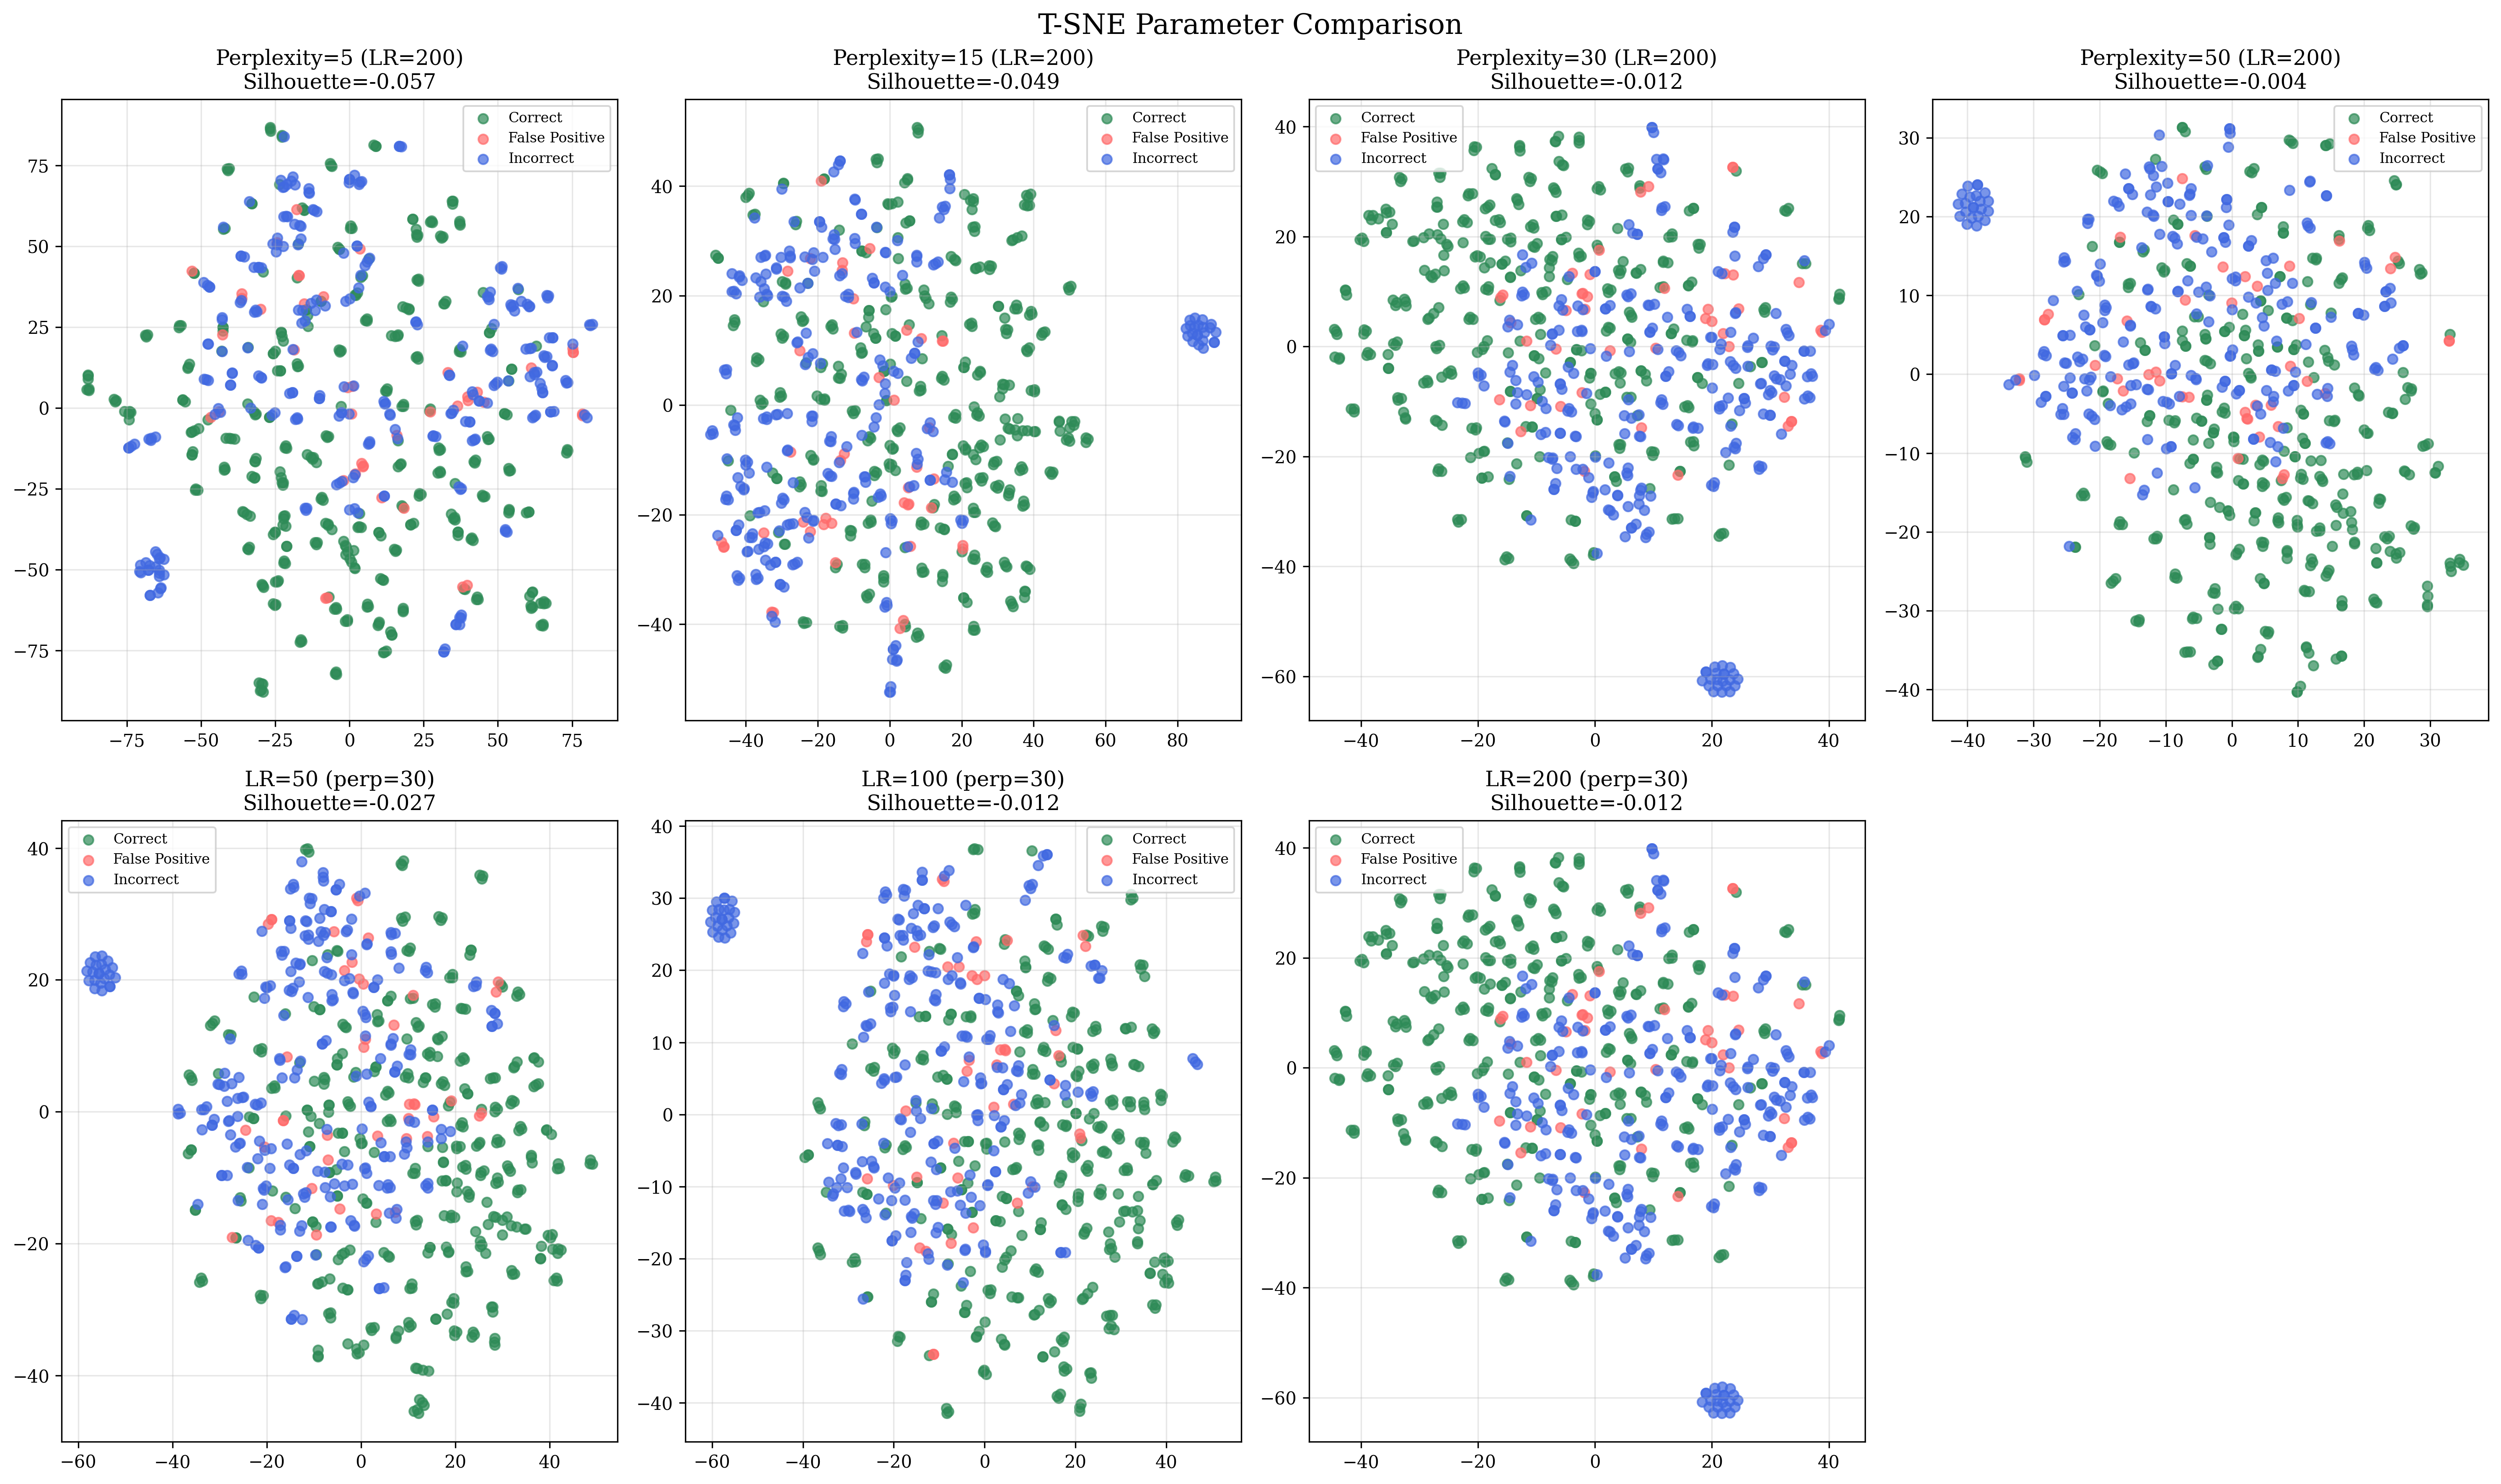 T-SNE Parameter Comparison
Perplexity=5 (LR=200)
Silhouette=-0.057
Correct
False Positive
Incorrect
75
50
25
0
−25
−50
−75
−75 −50 −25 0 25 50 75
Perplexity=15 (LR=200)
Silhouette=-0.049
Correct
False Positive
Incorrect
40
20
0
−20
−40
−40 −20 0 20 40 60 80
Perplexity=30 (LR=200)
Silhouette=-0.012
Correct
False Positive
Incorrect
40
20
0
−20
−40
−60
−40 −20 0 20 40
Perplexity=50 (LR=200)
Silhouette=-0.004
Correct
False Positive
Incorrect
30
20
10
0
−10
−20
−30
−40
−40 −30 −20 −10 0 10 20 30
LR=50 (perp=30)
Silhouette=-0.027
Correct
False Positive
Incorrect
40
20
0
−20
−40
−60 −40 −20 0 20 40
LR=100 (perp=30)
Silhouette=-0.012
Correct
False Positive
Incorrect
40
30
20
10
0
−10
−20
−30
−40
−60 −40 −20 0 20 40
LR=200 (perp=30)
Silhouette=-0.012
Correct
False Positive
Incorrect
40
20
0
−20
−40
−60
−40 −20 0 20 40